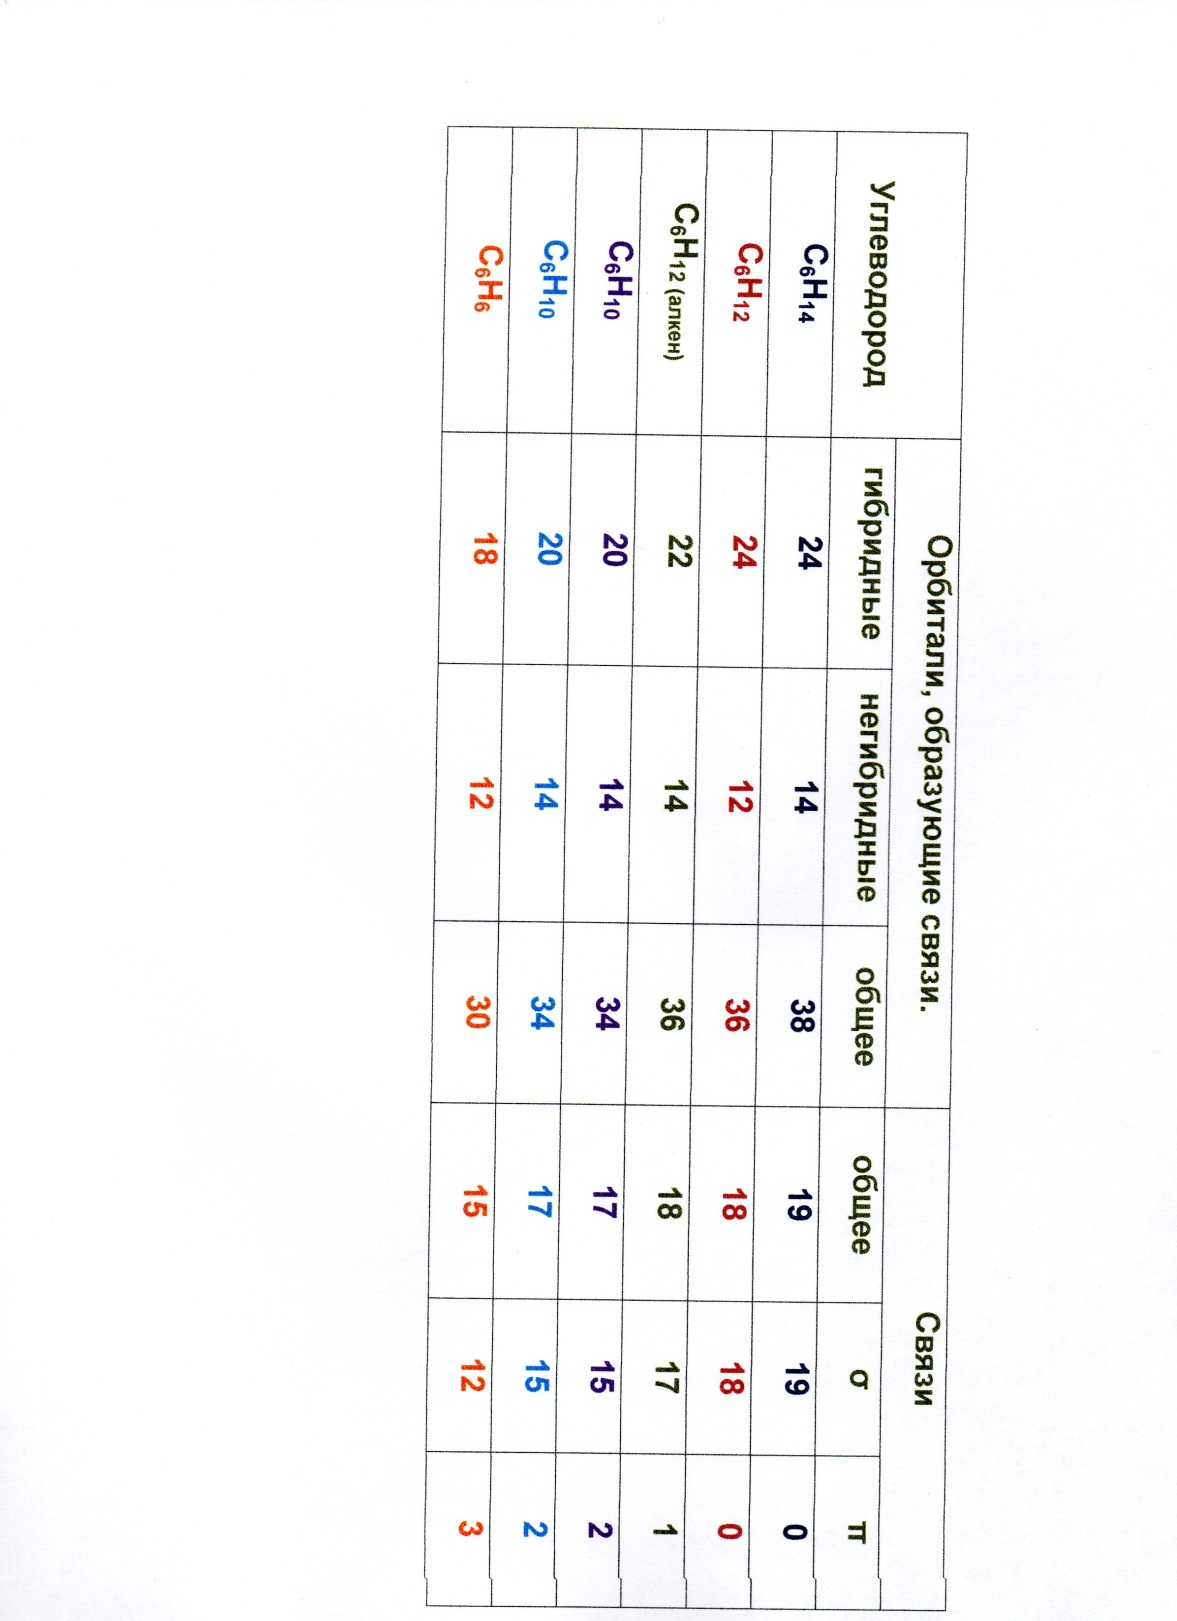 Углеводород Орбитали, образующие связи. Связи
гибридные негибридные общее общее σ π
C₆H₁₄ 24 14 38 19 19 0
C₆H₁₂ 24 12 36 18 18 0
C₆H₁₂ (алкен) 22 14 36 18 17 1
C₆H₁₀ 20 14 34 17 15 2
C₆H₁₀ 20 14 34 17 15 2
C₆H₆ 18 12 30 15 12 3